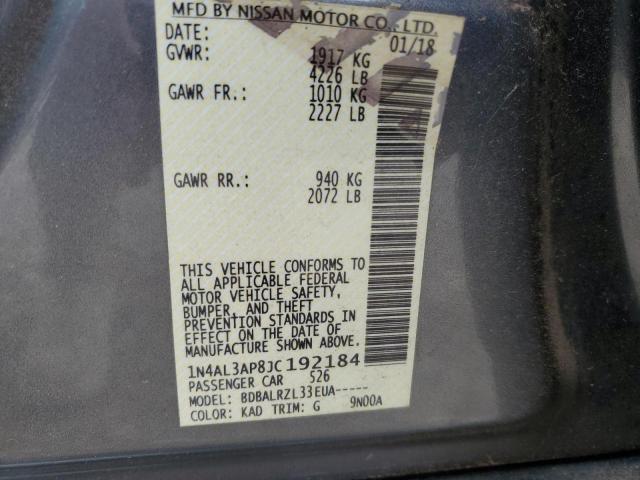 MFD BY NISSAN MOTOR CO., LTD.
DATE: 01/18
GVWR: 1917 KG
4226 LB
GAWR FR.: 1010 KG
2227 LB
GAWR RR.: 940 KG
2072 LB
THIS VEHICLE CONFORMS TO
ALL APPLICABLE FEDERAL
MOTOR VEHICLE SAFETY,
BUMPER, AND THEFT
PREVENTION STANDARDS IN
EFFECT ON THE DATE OF
MANUFACTURE SHOWN ABOVE.
1N4AL3AP8JC192184
PASSENGER CAR 526
MODEL: BDBALRZL33EUA-----
COLOR: KAD TRIM: G 9N00A